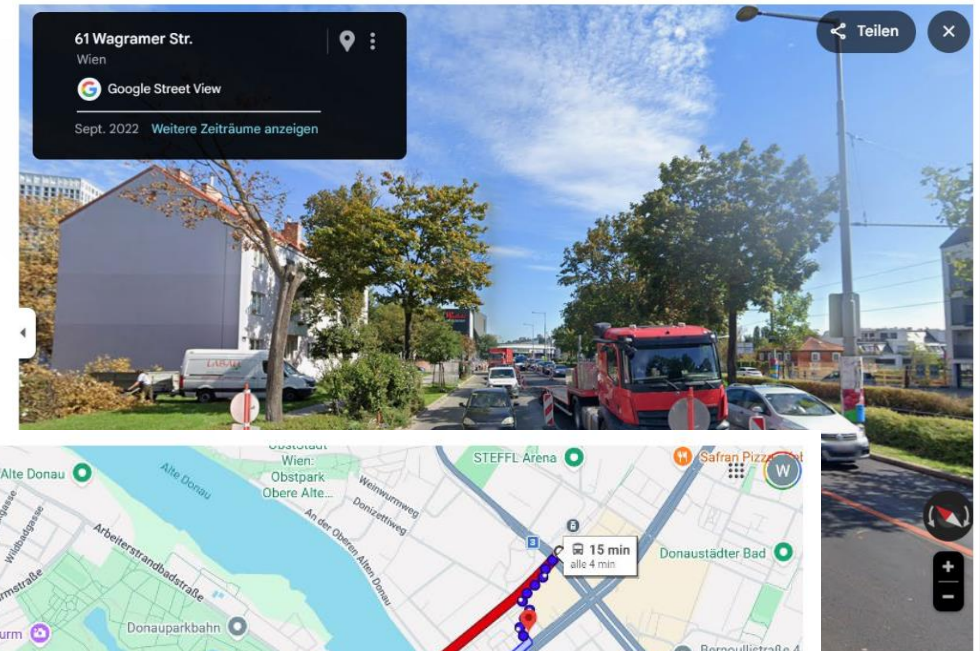 61 Wagramer Str.
Wien
Google Street View
Sept. 2022 Weitere Zeiträume anzeigen
Teilen
Alte Donau
Alte Donau
Wien:
Obstpark
Obere Alte...
STEFFL Arena
Safran Pizza
W
Weinwurmweg
Donizettiweg
An der Oberen Alten Donau
Arbeiterstrandbadstraße
Wildbadgasse
3
15 min
alle 4 min
Donaustädter Bad
Donauparkbahn
Bernoullistraße 4